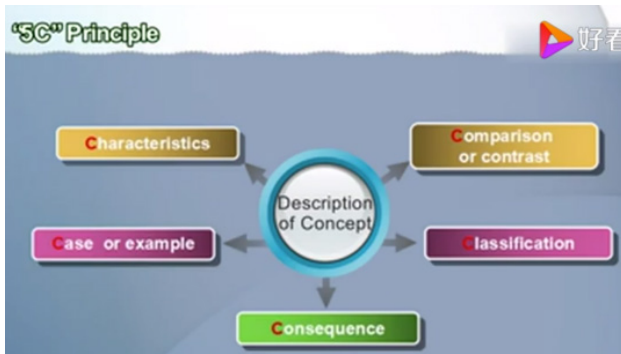 “5C” Principle
好看
Characteristics
Comparison
or contrast
Description
of Concept
Case or example
Classification
Consequence